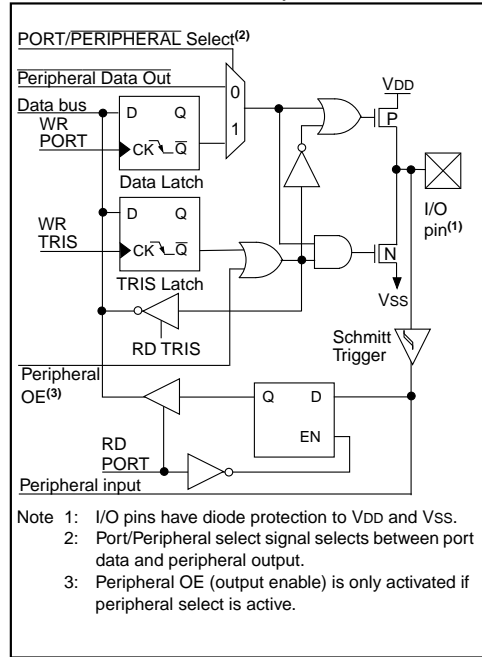 PORT/PERIPHERAL Select(2)
Peripheral Data Out
Data bus
WR
PORT
D Q
CK Q
Data Latch
0
1
VDD
P
I/O
pin(1)
WR
TRIS
D Q
CK Q
TRIS Latch
N
VSS
RD TRIS
Schmitt
Trigger
Peripheral
OE(3)
Q D
EN
RD
PORT
Peripheral input
Note 1: I/O pins have diode protection to VDD and VSS.
2: Port/Peripheral select signal selects between port
data and peripheral output.
3: Peripheral OE (output enable) is only activated if
peripheral select is active.